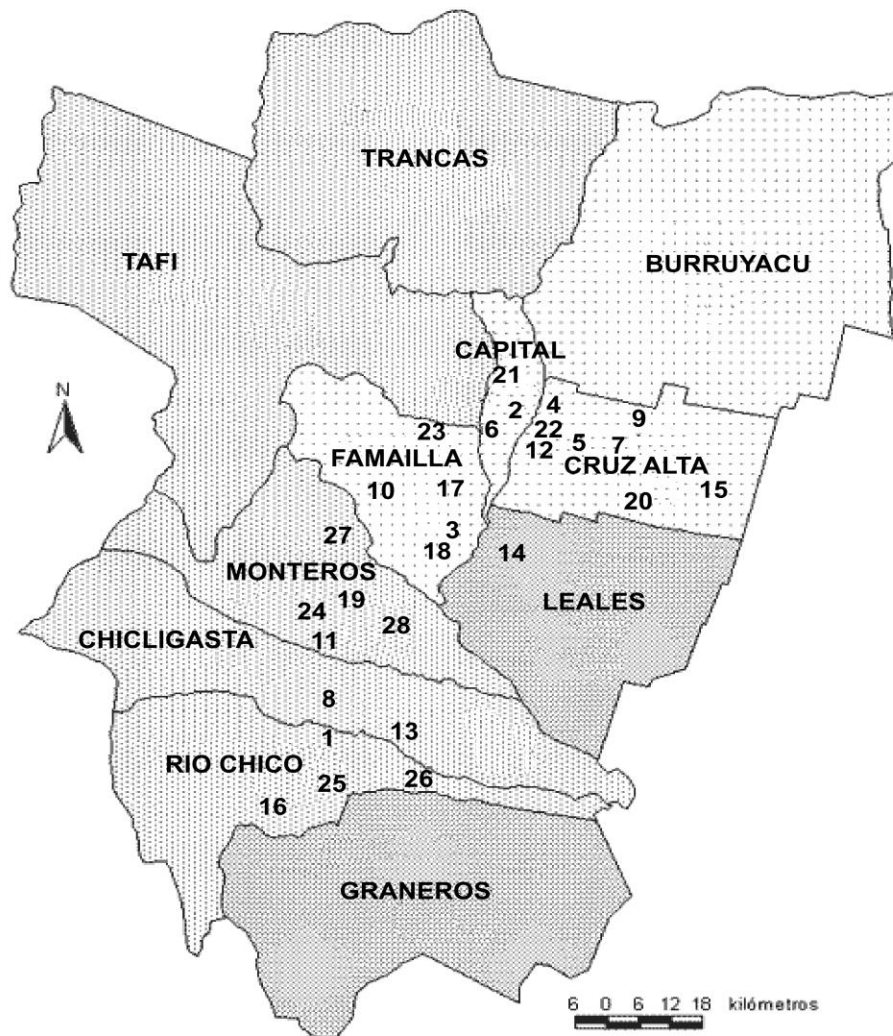 TRANCAS
TAFI
BURRUYACU
CAPITAL
21
2
4
9
6
22
23
12
5
7
FAMAILLA
CRUZ ALTA
10
17
15
20
3
27
18
14
MONTEROS
19
LEALES
24
28
CHICLIGASTA
11
N
8
13
1
RIO CHICO
25
26
16
GRANEROS
6 0 6 12 18 kilómetros